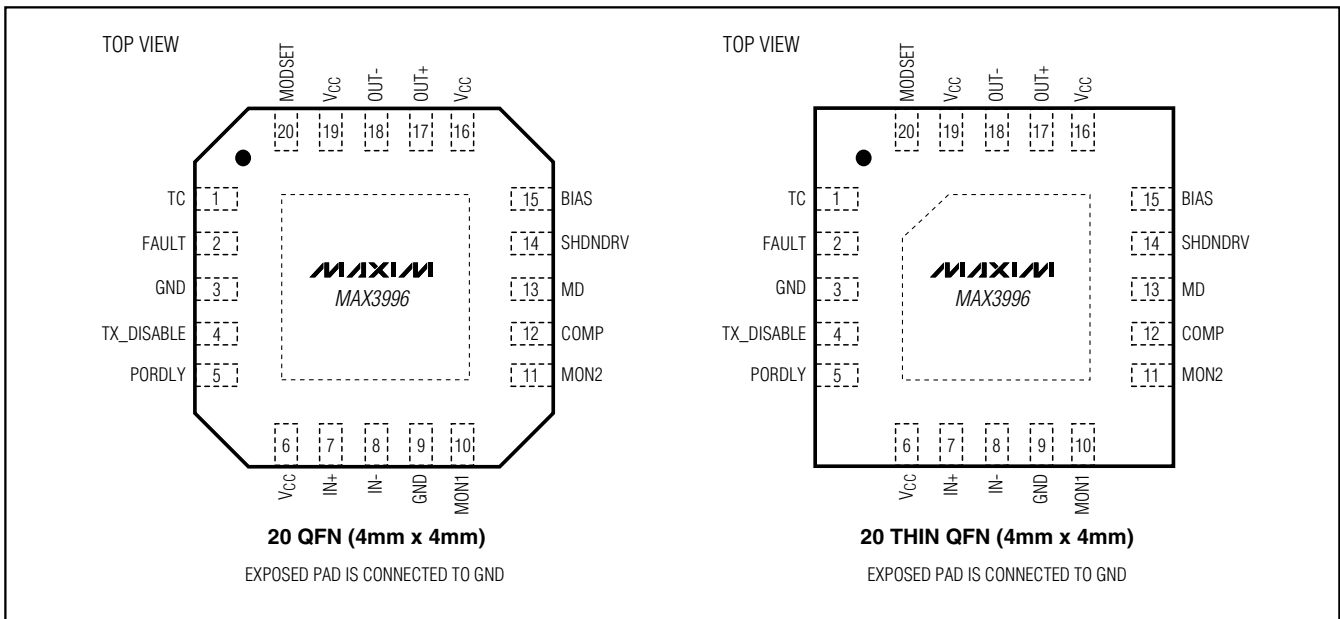 TOP VIEW
MODSET
VCC
OUT-
OUT+
VCC
20
19
18
17
16
TC 1
FAULT 2
GND 3
TX_DISABLE 4
PORDLY 5
15 BIAS
14 SHDNDRV
13 MD
12 COMP
11 MON2
MAXIM
MAX3996
6
7
8
9
10
VCC
IN+
IN-
GND
MON1
20 QFN (4mm x 4mm)
EXPOSED PAD IS CONNECTED TO GND
TOP VIEW
MODSET
VCC
OUT-
OUT+
VCC
20
19
18
17
16
TC 1
FAULT 2
GND 3
TX_DISABLE 4
PORDLY 5
15 BIAS
14 SHDNDRV
13 MD
12 COMP
11 MON2
MAXIM
MAX3996
6
7
8
9
10
VCC
IN+
IN-
GND
MON1
20 THIN QFN (4mm x 4mm)
EXPOSED PAD IS CONNECTED TO GND